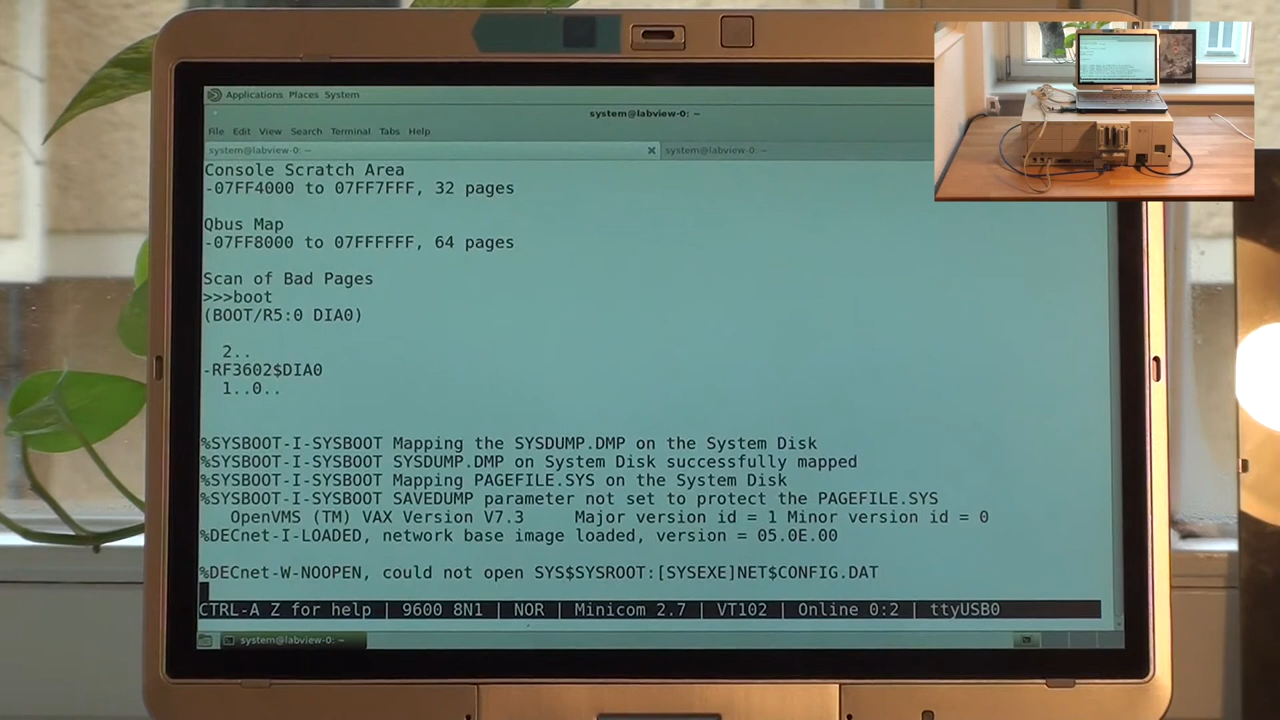 Applications Places System
system@labview-0: ~
File Edit View Search Terminal Tabs Help
system@labview-0: ~
system@labview-0: ~
Console Scratch Area
-07FF4000 to 07FF7FFF, 32 pages
Qbus Map
-07FF8000 to 07FFFFFF, 64 pages
Scan of Bad Pages
>>>boot
(BOOT/R5:0 DIA0)
2..
-RF3602$DIA0
1..0..
%SYSBOOT-I-SYSBOOT Mapping the SYSDUMP.DMP on the System Disk
%SYSBOOT-I-SYSBOOT SYSDUMP.DMP on System Disk successfully mapped
%SYSBOOT-I-SYSBOOT Mapping PAGEFILE.SYS on the System Disk
%SYSBOOT-I-SYSBOOT SAVEDUMP parameter not set to protect the PAGEFILE.SYS
OpenVMS (TM) VAX Version V7.3 Major version id = 1 Minor version id = 0
%DECnet-I-LOADED, network base image loaded, version = 05.0E.00
%DECnet-W-NOOPEN, could not open SYS$SYSROOT:[SYSEXE]NET$CONFIG.DAT
CTRL-A Z for help | 9600 8N1 | NOR | Minicom 2.7 | VT102 | Online 0:2 | ttyUSB0
system@labview-0: ~